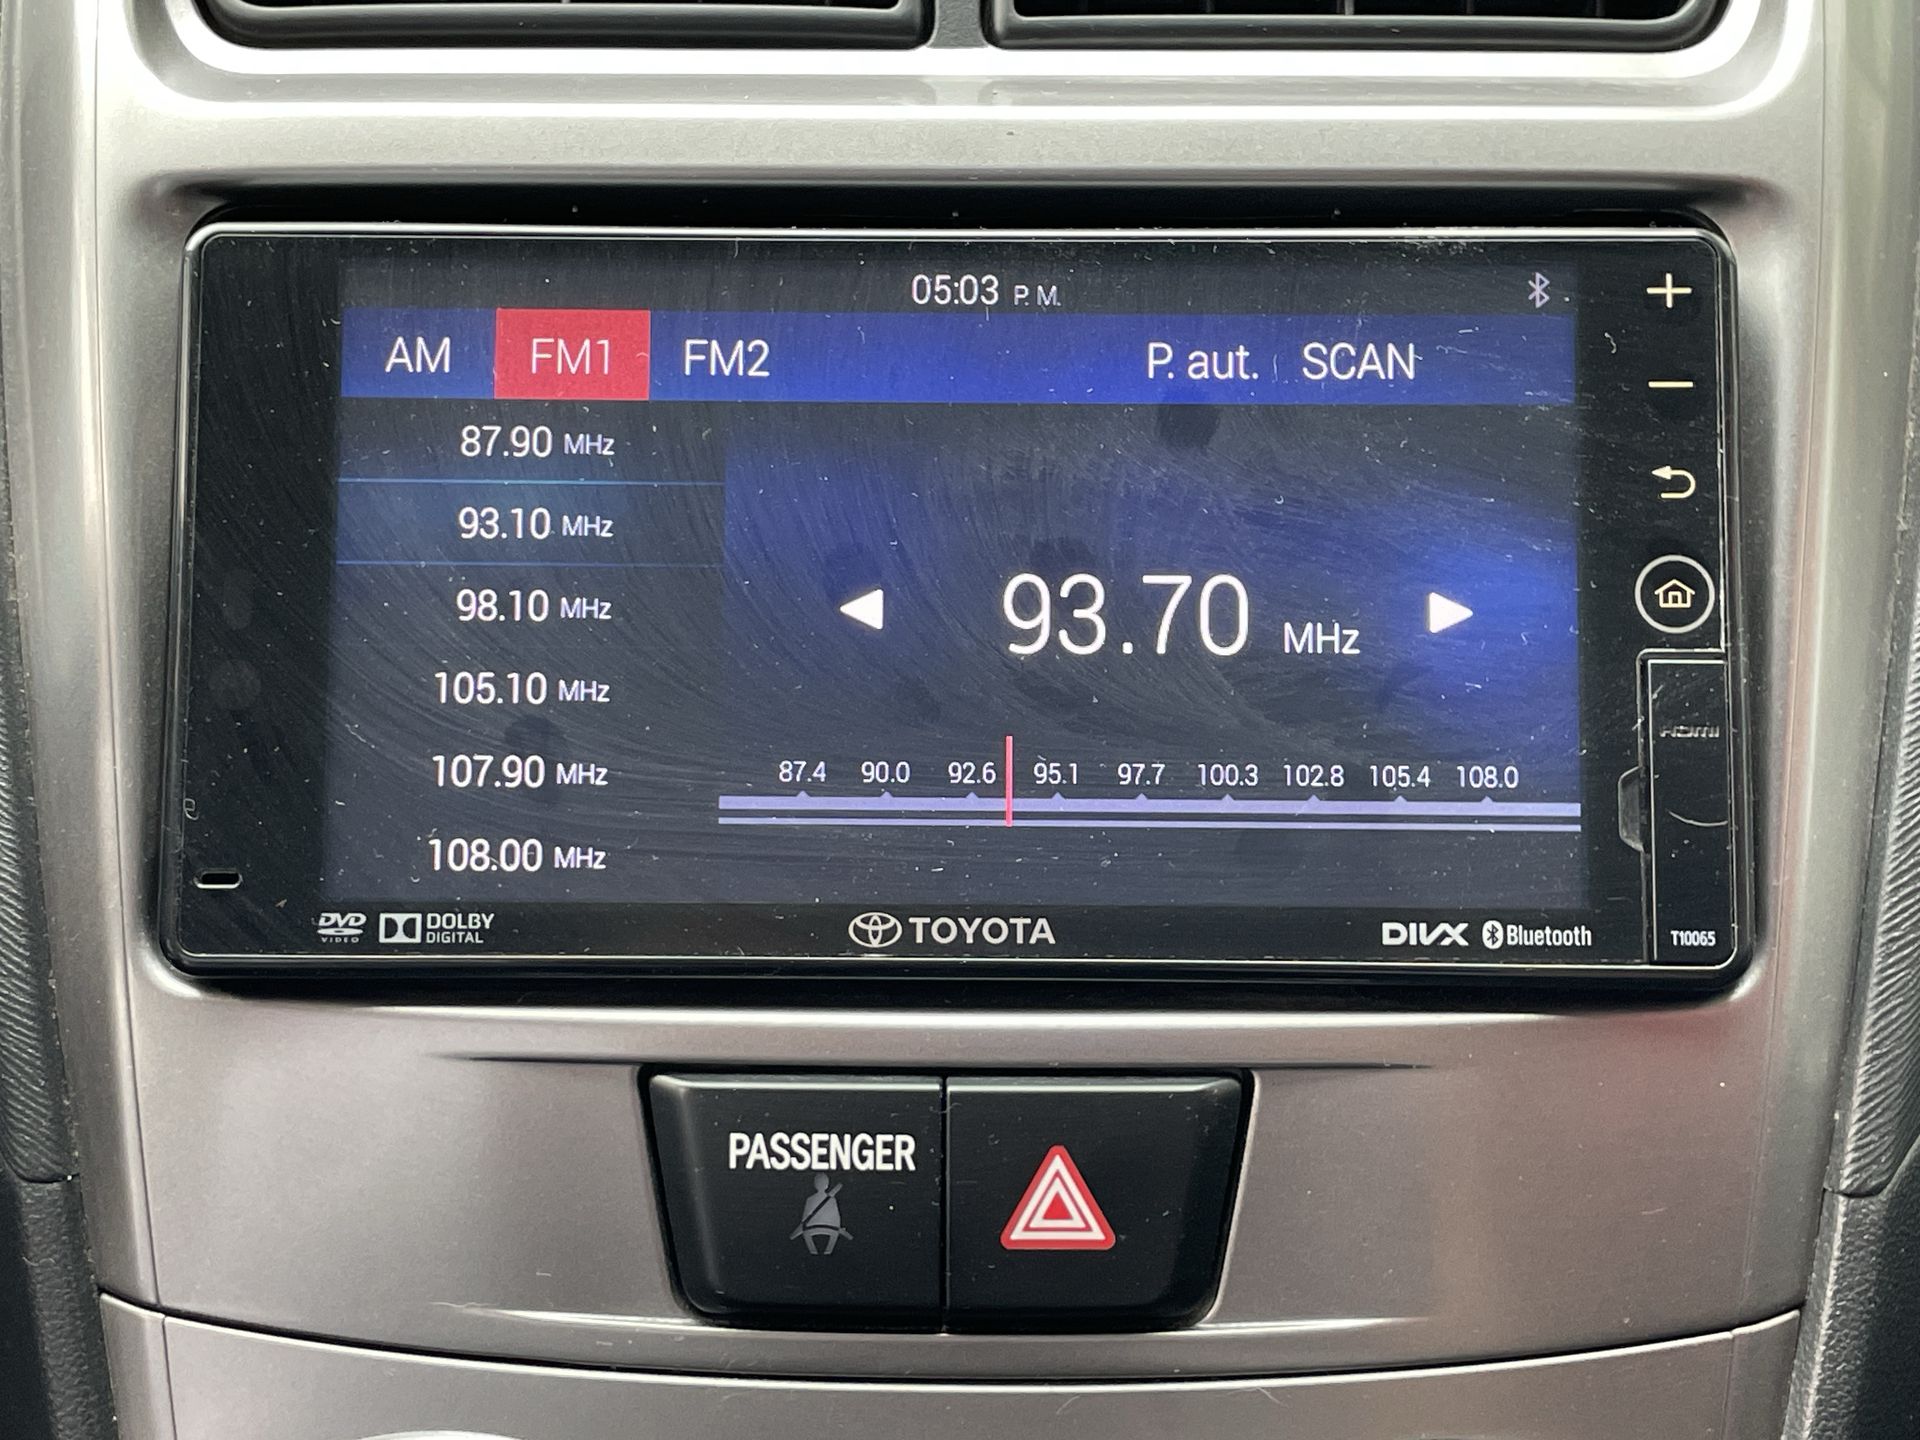 05:03 P.M.
AM FM1 FM2 P. aut. SCAN
87.90 MHz
93.10 MHz
98.10 MHz
105.10 MHz
107.90 MHz
108.00 MHz
93.70 MHz
87.4 90.0 92.6 95.1 97.7 100.3 102.8 105.4 108.0
HDMI
DVD VIDEO DOLBY DIGITAL TOYOTA DIVX Bluetooth T10065
PASSENGER